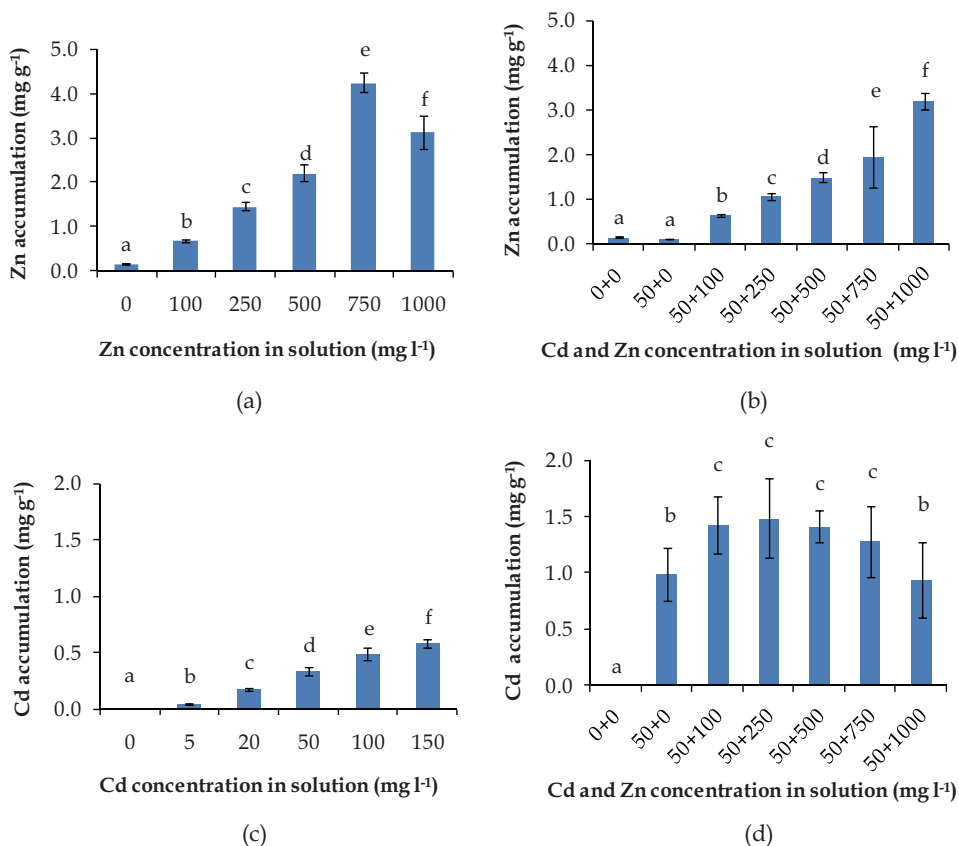 Zn accumulation (mg g-1)
5.0
4.0
3.0
2.0
1.0
0.0
a
b
c
d
e
f
0 100 250 500 750 1000
Zn concentration in solution (mg l-1)
(a)
Zn accumulation (mg g-1)
5.0
4.0
3.0
2.0
1.0
0.0
a
a
b
c
d
e
f
0+0 50+0 50+100 50+250 50+500 50+750 50+1000
Cd and Zn concentration in solution (mg l-1)
(b)
Cd accumulation (mg g-1)
2.0
1.5
1.0
0.5
0.0
a
b
c
d
e
f
0 5 20 50 100 150
Cd concentration in solution (mg l-1)
(c)
Cd accumulation (mg g-1)
2.0
1.5
1.0
0.5
0.0
a
b
c
c
c
c
b
0+0 50+0 50+100 50+250 50+500 50+750 50+1000
Cd and Zn concentration in solution (mg l-1)
(d)